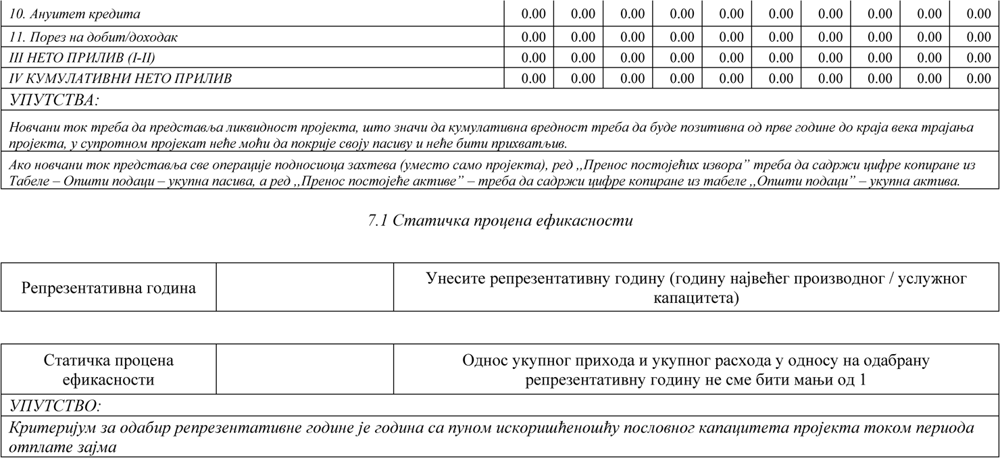 10. Ануитет кредита 0.00 0.00 0.00 0.00 0.00 0.00 0.00 0.00 0.00 0.00
11. Порез на добит/доходак 0.00 0.00 0.00 0.00 0.00 0.00 0.00 0.00 0.00 0.00
III НЕТО ПРИЛИВ (I-II) 0.00 0.00 0.00 0.00 0.00 0.00 0.00 0.00 0.00 0.00
IV КУМУЛАТИВНИ НЕТО ПРИЛИВ 0.00 0.00 0.00 0.00 0.00 0.00 0.00 0.00 0.00 0.00
УПУТСТВА:
Новчани ток треба да представља ликвидност пројекта, што значи да кумулативна вредност треба да буде позитивна од прве године до краја века трајања
пројекта, у супротном пројекат неће моћи да покрије своју пасиву и неће бити прихватљив.
Ако новчани ток представља све операције подносиоца захтева (уместо само пројекта), ред ,,Пренос постојећих извора” треба да садржи цифре копиране из
Табеле – Општи подаци – укупна пасива, а ред ,,Пренос постојеће активе” – треба да садржи цифре копиране из табеле ,,Општи подаци” – укупна актива.
7.1 Статичка процена ефикасности
Репрезентативна година
Унесите репрезентативну годину (годину највећег производног / услужног
капацитета)
Статичка процена
ефикасности
Однос укупног прихода и укупног расхода у односу на одабрану
репрезентативну годину не сме бити мањи од 1
УПУТСТВО:
Критеријум за одабир репрезентативне године је година са пуном искоришћеношћу пословног капацитета пројекта током периода
отплате зајма